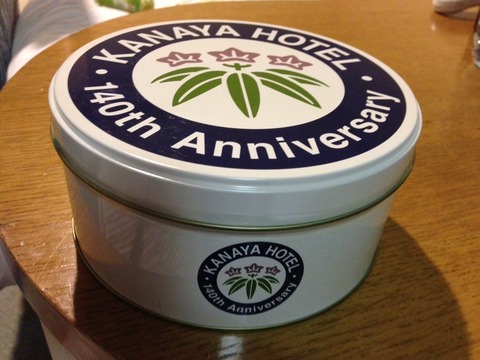 · KANAYA HOTEL ·
140th Anniversary
· KANAYA HOTEL ·
140th Anniversary